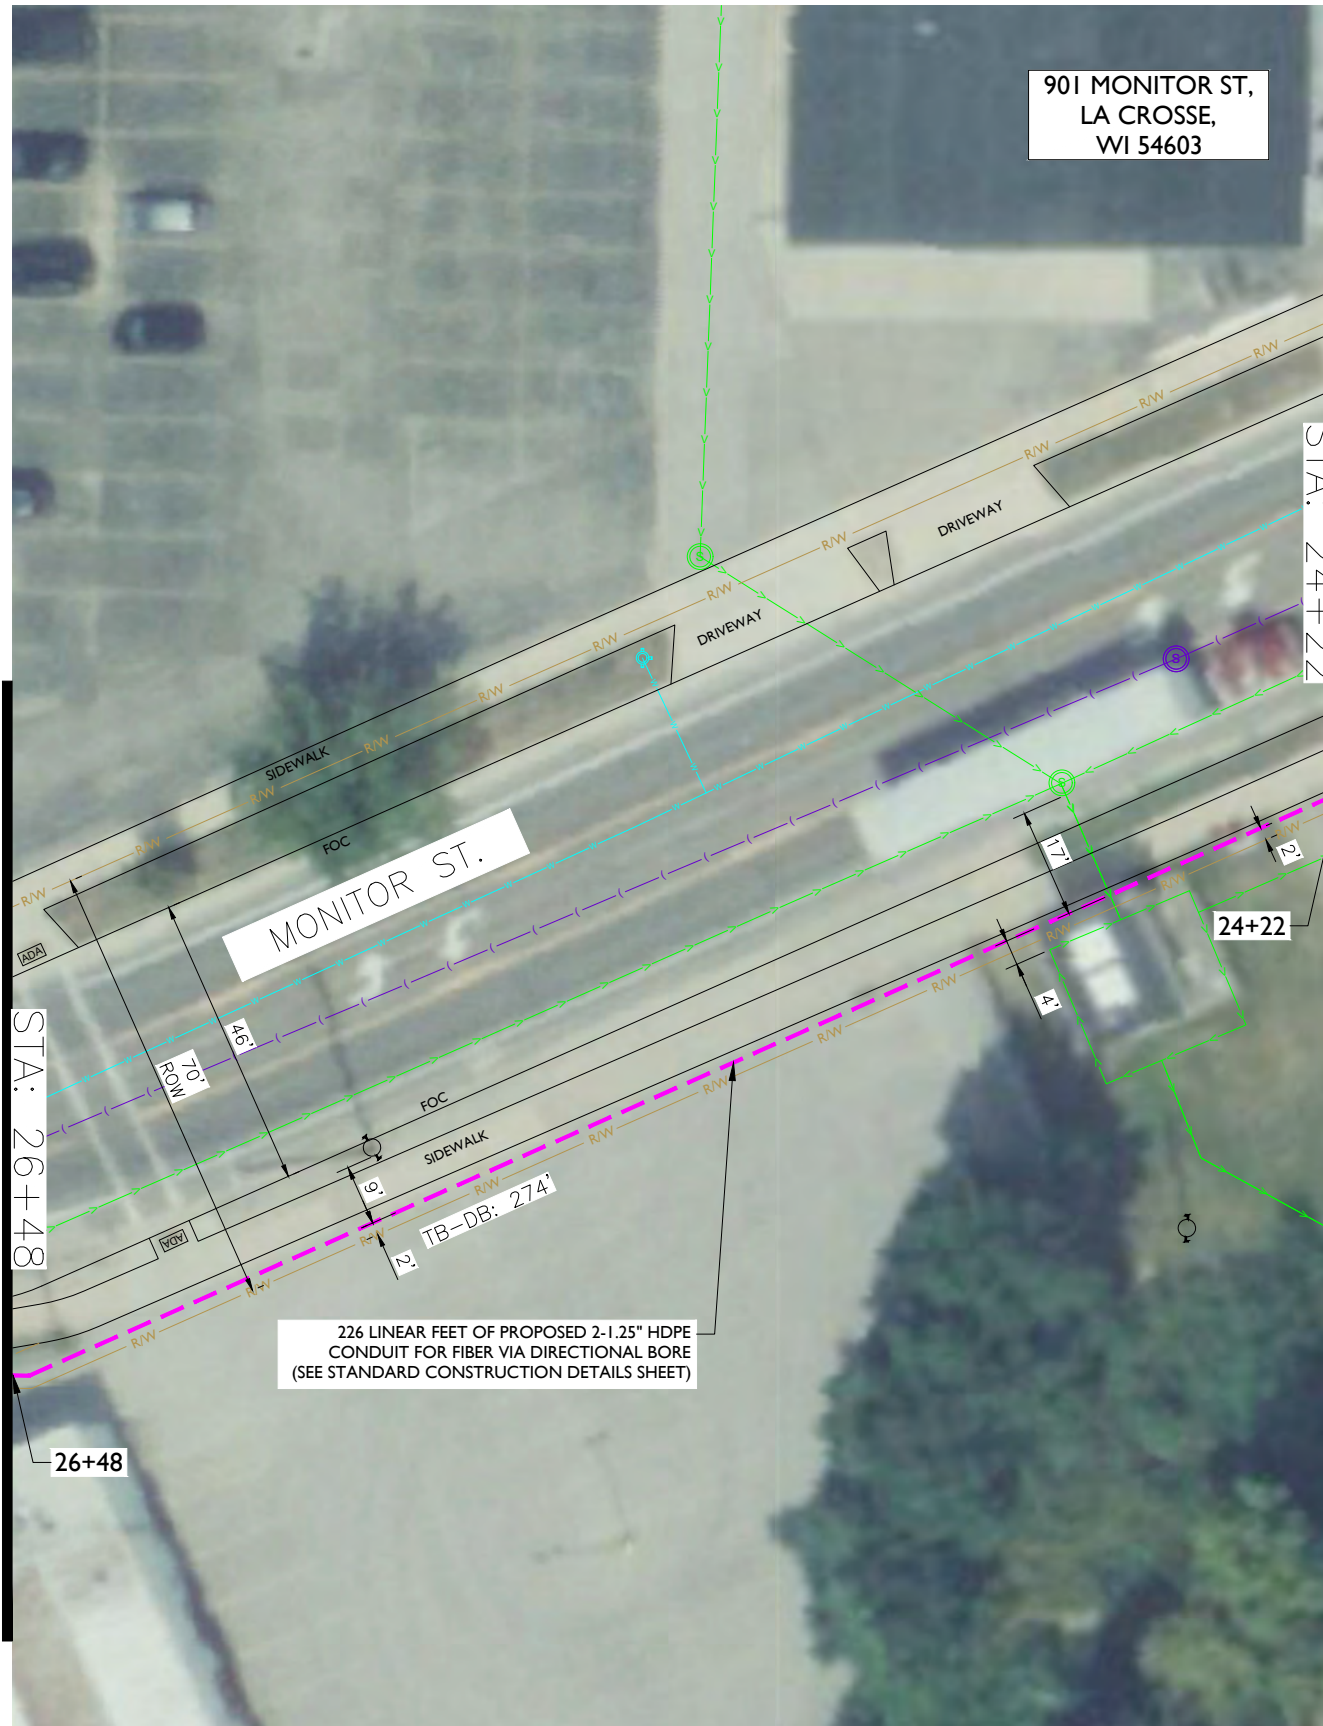 901 MONITOR ST,
LA CROSSE,
WI 54603
R/W
R/W
R/W
STA: 24+22
DRIVEWAY
R/W
S
R/W
DRIVEWAY
R/W
S
R/W
SIDEWALK
R/W
R/W
S
FOC
R/W
R/W
MONITOR ST.
17'
2'
R/W
R/W
24+22
R/W
ADA
R/W
4'
46'
R/W
STA: 26+48
70'
ROW
R/W
FOC
R/W
SIDEWALK
9'
R/W
TB-DB: 274'
R/W
ADA
2'
R/W
R/W
226 LINEAR FEET OF PROPOSED 2-1.25" HDPE
CONDUIT FOR FIBER VIA DIRECTIONAL BORE
(SEE STANDARD CONSTRUCTION DETAILS SHEET)
26+48